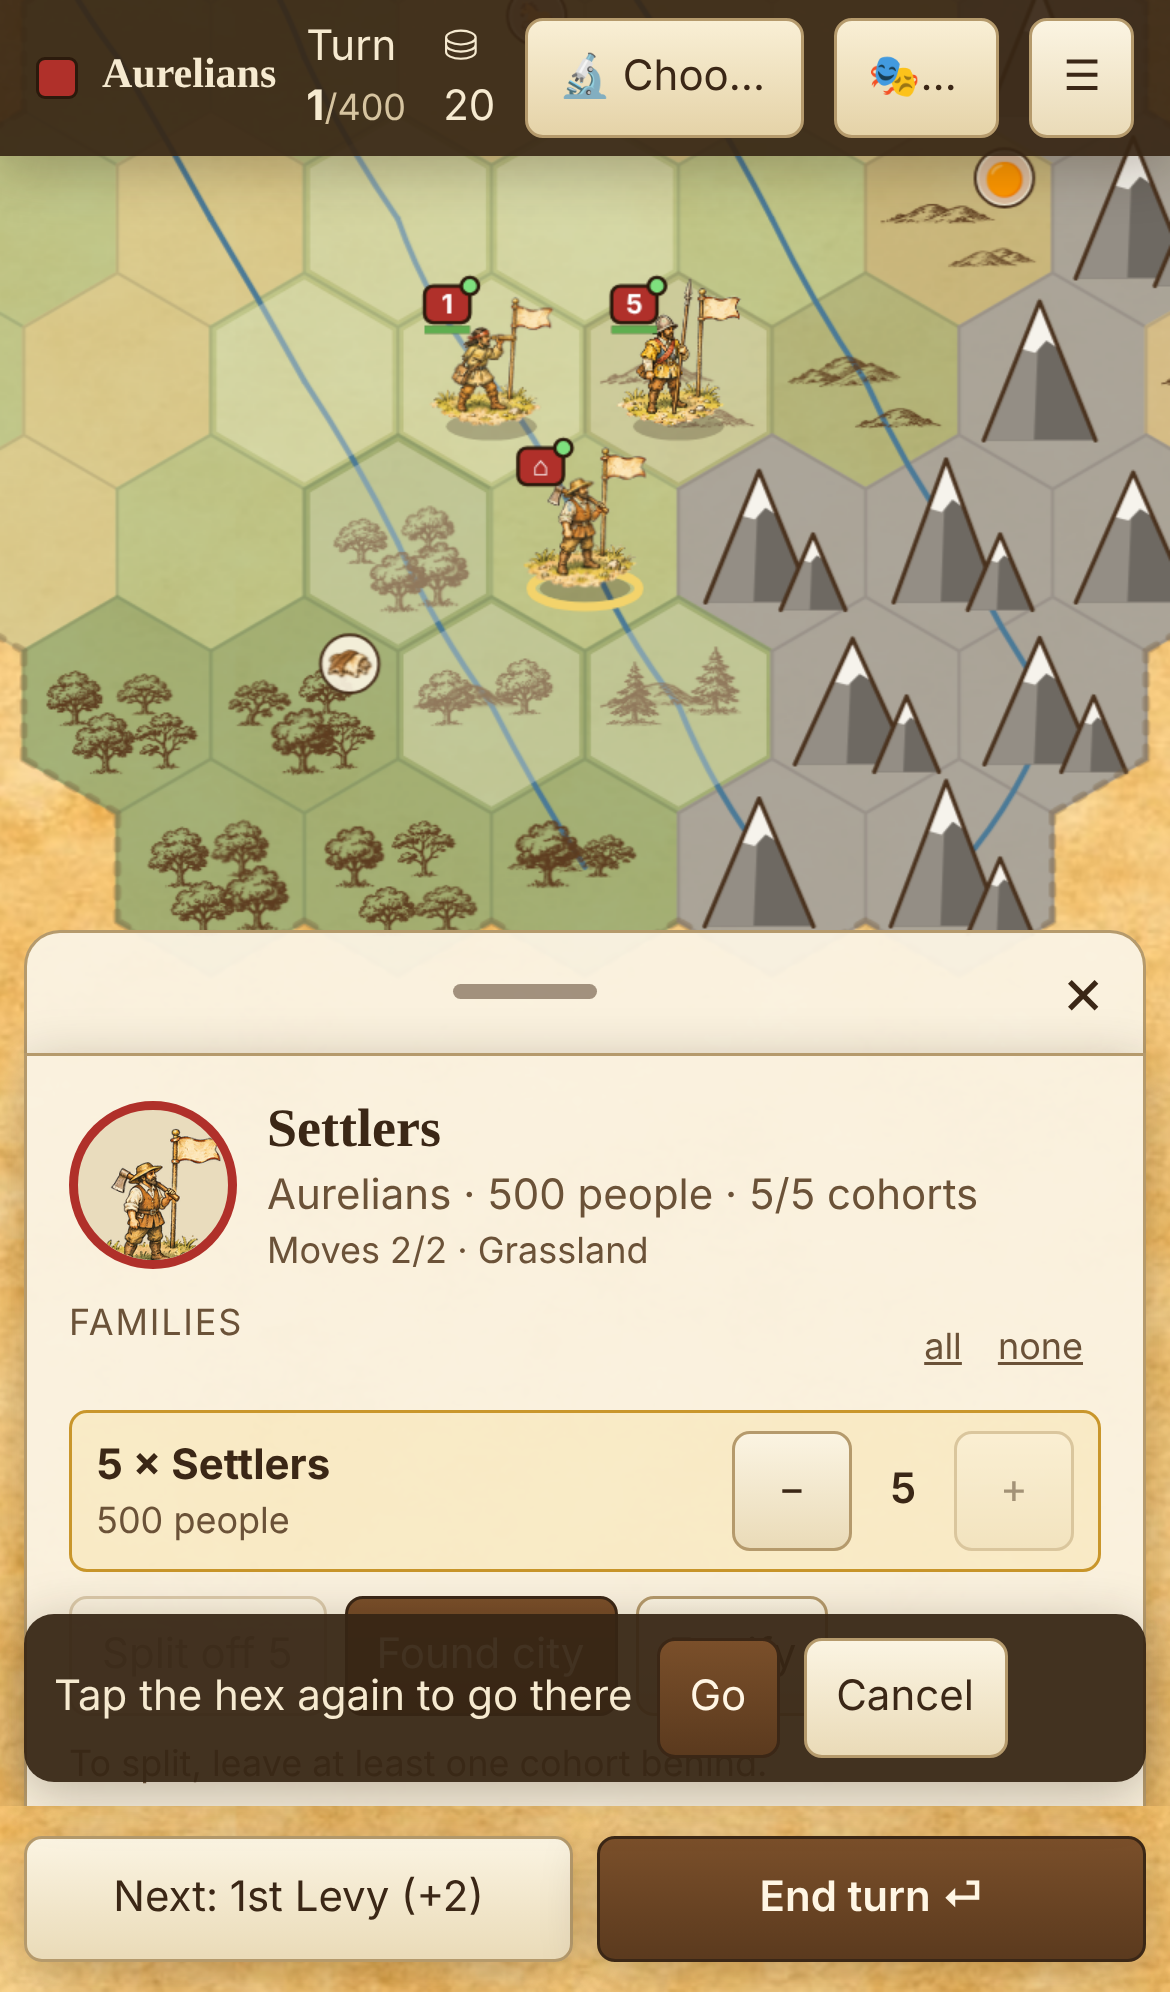 Aurelians
Turn
1/400
20
Choo...
...
1
5
Settlers
Aurelians · 500 people · 5/5 cohorts
Moves 2/2 · Grassland
FAMILIES
all none
5 × Settlers
500 people
− 5 +
Split off 5 Found city
Tap the hex again to go there Go Cancel
To split, leave at least one cohort behind.
Next: 1st Levy (+2)
End turn ⏎